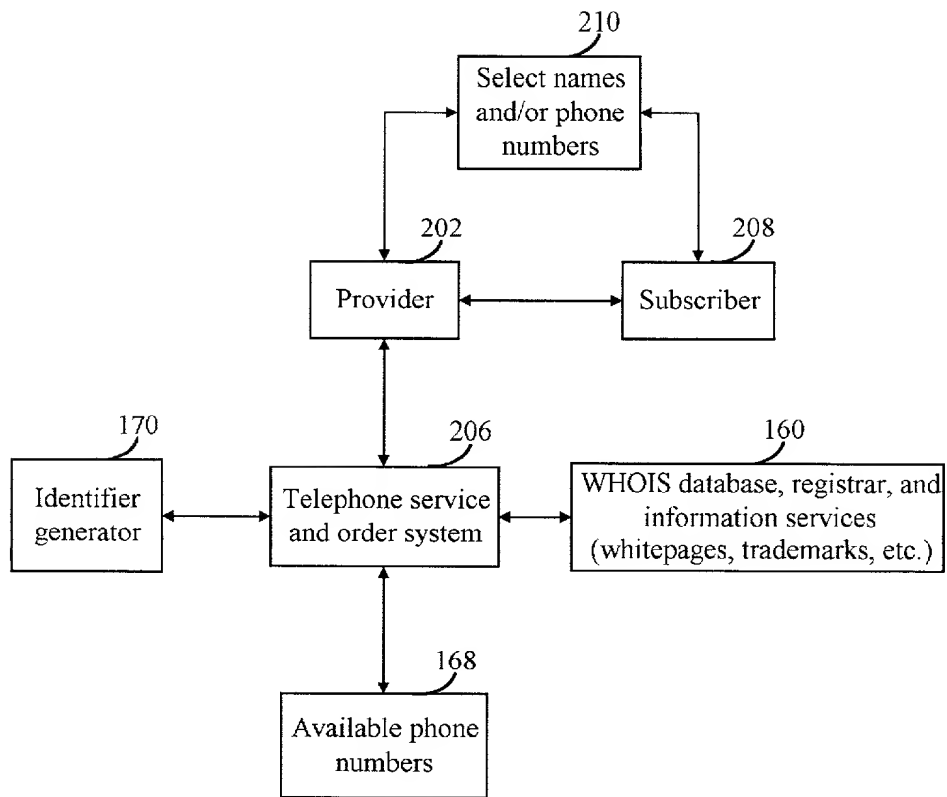 210
Select names
and/or phone
numbers
202
208
Provider
Subscriber
170
206
160
Identifier
generator
Telephone service
and order system
WHOIS database, registrar, and
information services
(whitepages, trademarks, etc.)
168
Available phone
numbers